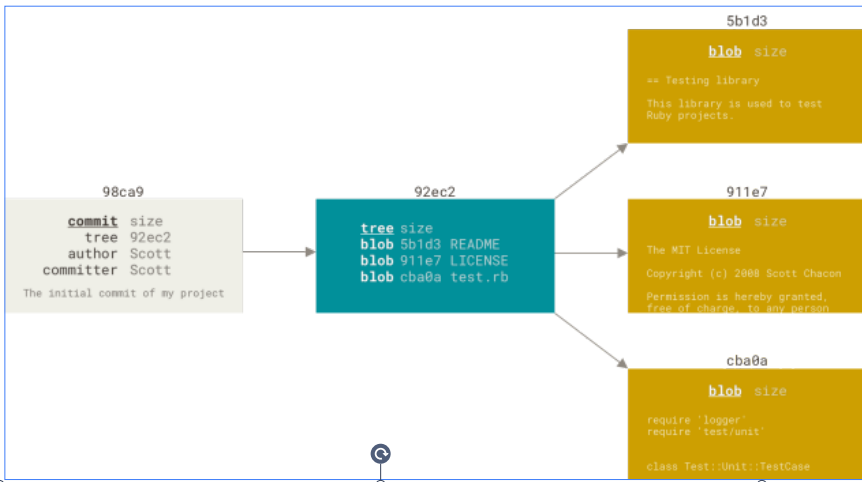 98ca9
commit size
tree 92ec2
author Scott
committer Scott
The initial commit of my project
92ec2
tree size
blob 5b1d3 README
blob 911e7 LICENSE
blob cba0a test.rb
5b1d3
blob size
== Testing library
This library is used to test
Ruby projects.
911e7
blob size
The MIT License
Copyright (c) 2008 Scott Chacon
Permission is hereby granted,
free of charge, to any person
cba0a
blob size
require 'logger'
require 'test/unit'
class Test::Unit::TestCase